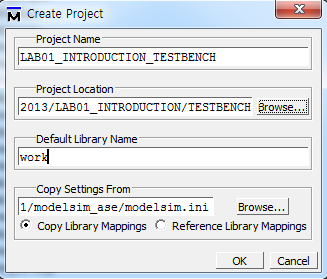 Create Project
Project Name
LAB01_INTRODUCTION_TESTBENCH
Project Location
2013/LAB01_INTRODUCTION/TESTBENCH Browse...
Default Library Name
work
Copy Settings From
1/modelsim_ase/modelsim.ini Browse...
Copy Library Mappings Reference Library Mappings
OK Cancel